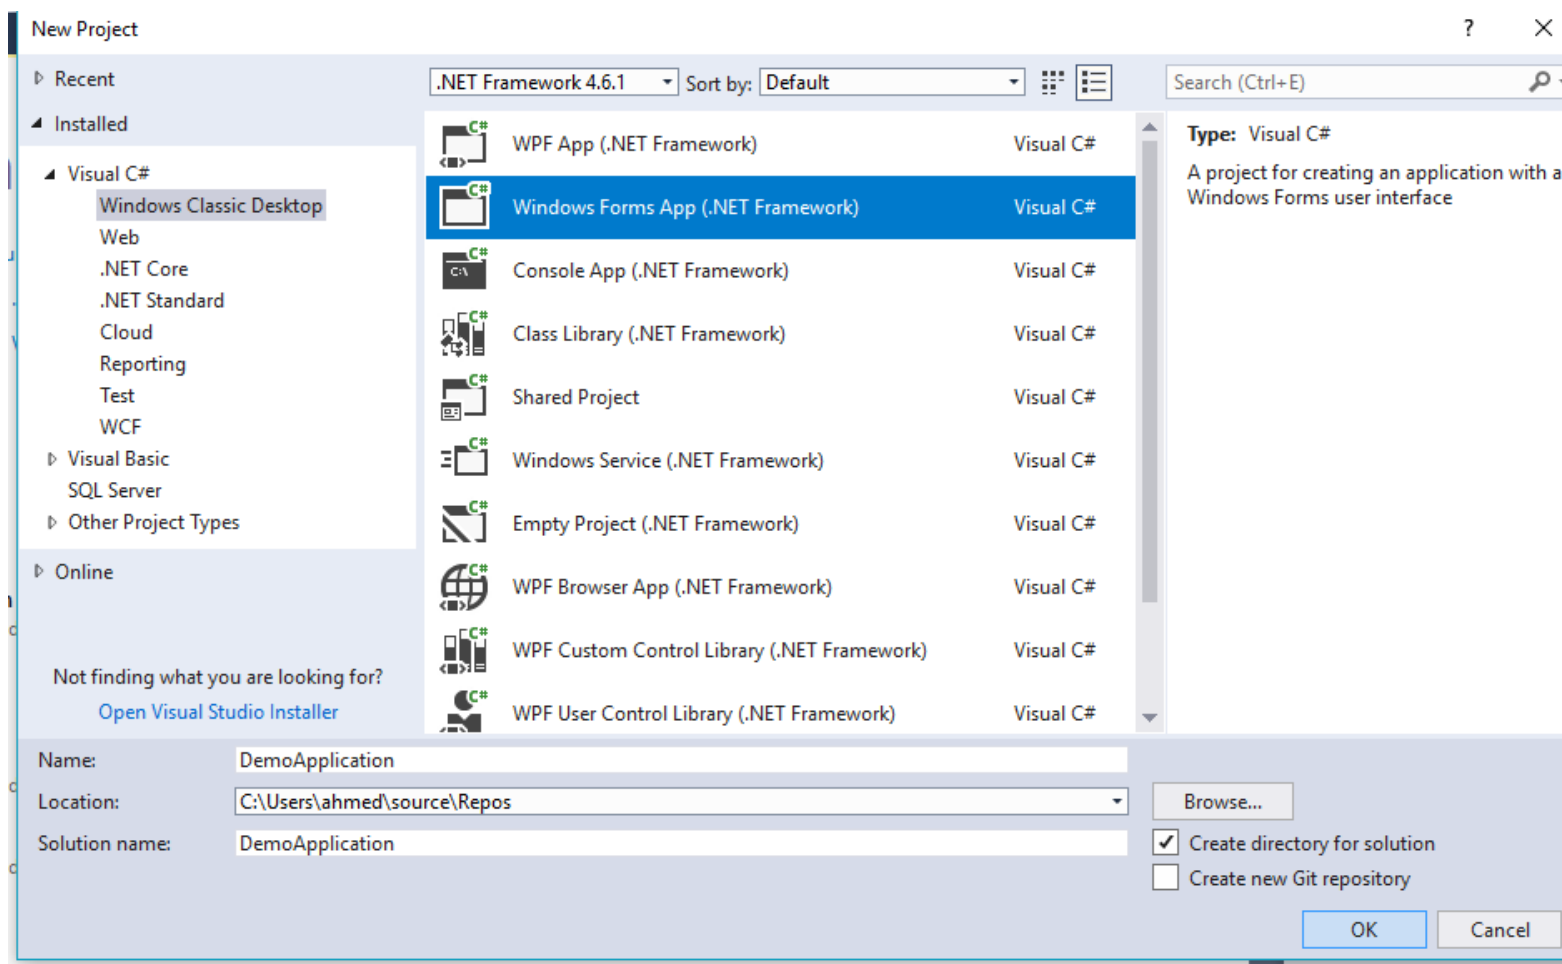 New Project
?
Recent
Installed
Visual C#
Windows Classic Desktop
Web
.NET Core
.NET Standard
Cloud
Reporting
Test
WCF
Visual Basic
SQL Server
Other Project Types
Online
Not finding what you are looking for?
Open Visual Studio Installer
.NET Framework 4.6.1 Sort by: Default
WPF App (.NET Framework) Visual C#
Windows Forms App (.NET Framework) Visual C#
Console App (.NET Framework) Visual C#
Class Library (.NET Framework) Visual C#
Shared Project Visual C#
Windows Service (.NET Framework) Visual C#
Empty Project (.NET Framework) Visual C#
WPF Browser App (.NET Framework) Visual C#
WPF Custom Control Library (.NET Framework) Visual C#
WPF User Control Library (.NET Framework) Visual C#
Search (Ctrl+E)
Type: Visual C#
A project for creating an application with a
Windows Forms user interface
Name: DemoApplication
Location: C:\Users\ahmed\source\Repos
Browse...
Solution name: DemoApplication
Create directory for solution
Create new Git repository
OK Cancel